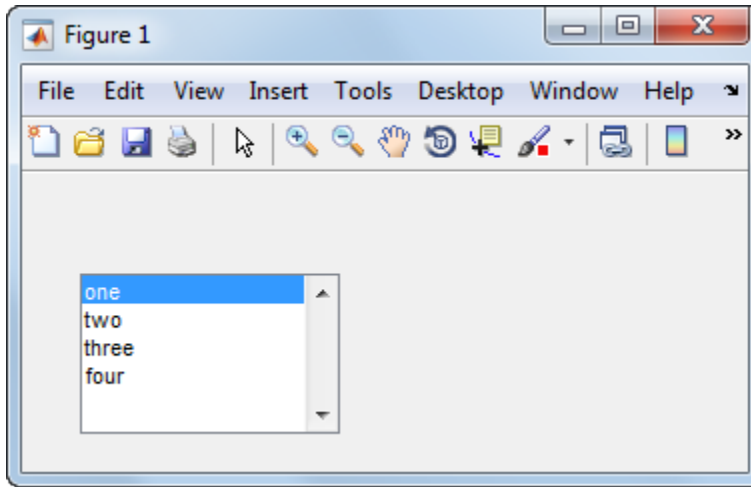 Figure 1
File Edit View Insert Tools Desktop Window Help
one
two
three
four